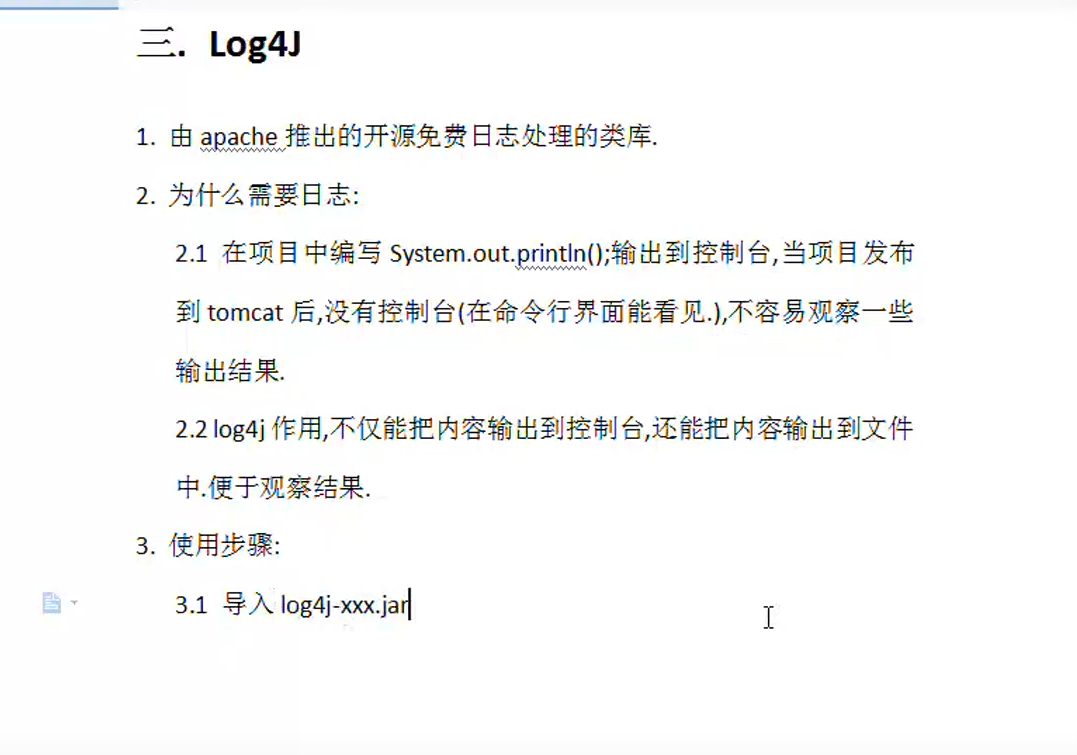 三. Log4J
1. 由 apache 推出的开源免费日志处理的类库.
2. 为什么需要日志:
2.1 在项目中编写 System.out.println();输出到控制台,当项目发布
到 tomcat 后,没有控制台(在命令行界面能看见.),不容易观察一些
输出结果.
2.2 log4j 作用,不仅能把内容输出到控制台,还能把内容输出到文件
中.便于观察结果.
3. 使用步骤:
3.1 导入 log4j-xxx.jar